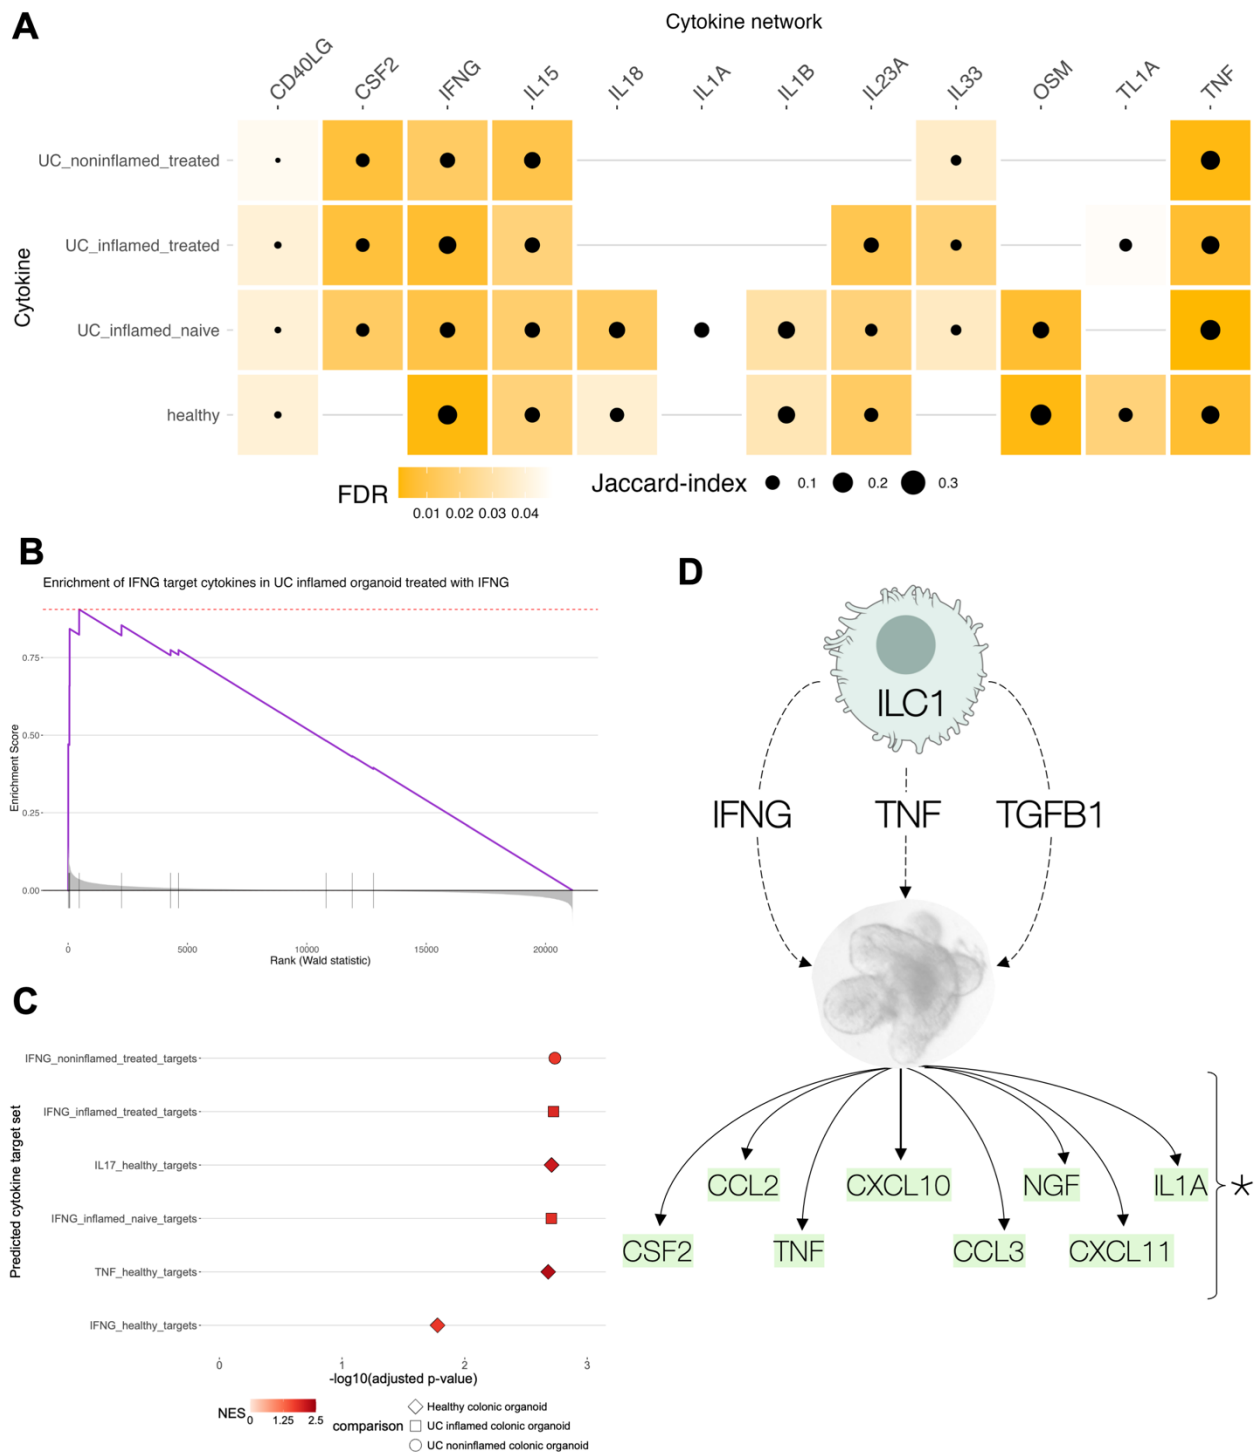 A
Cytokine network
CD40LG CSF2 IFNG IL15 IL18 IL1A IL1B IL23A IL33 OSM TL1A TNF
Cytokine
UC_noninflamed_treated
UC_inflamed_treated
UC_inflamed_naive
healthy
FDR
0.01 0.02 0.03 0.04
Jaccard-index 0.1 0.2 0.3
B
Enrichment of IFNG target cytokines in UC inflamed organoid treated with IFNG
Enrichment Score
0.75
0.50
0.25
0.00
0 5000 10000 15000 20000
Rank (Wald statistic)
C
Predicted cytokine target set
IFNG_noninflamed_treated_targets
IFNG_inflamed_treated_targets
IL17_healthy_targets
IFNG_inflamed_naive_targets
TNF_healthy_targets
IFNG_healthy_targets
0 1 2 3
-log10(adjusted p-value)
NES
0 1.25 2.5
comparison
Healthy colonic organoid
UC inflamed colonic organoid
UC noninflamed colonic organoid
D
ILC1
IFNG TNF TGFB1
CCL2 CXCL10 NGF IL1A
*
CSF2 TNF CCL3 CXCL11